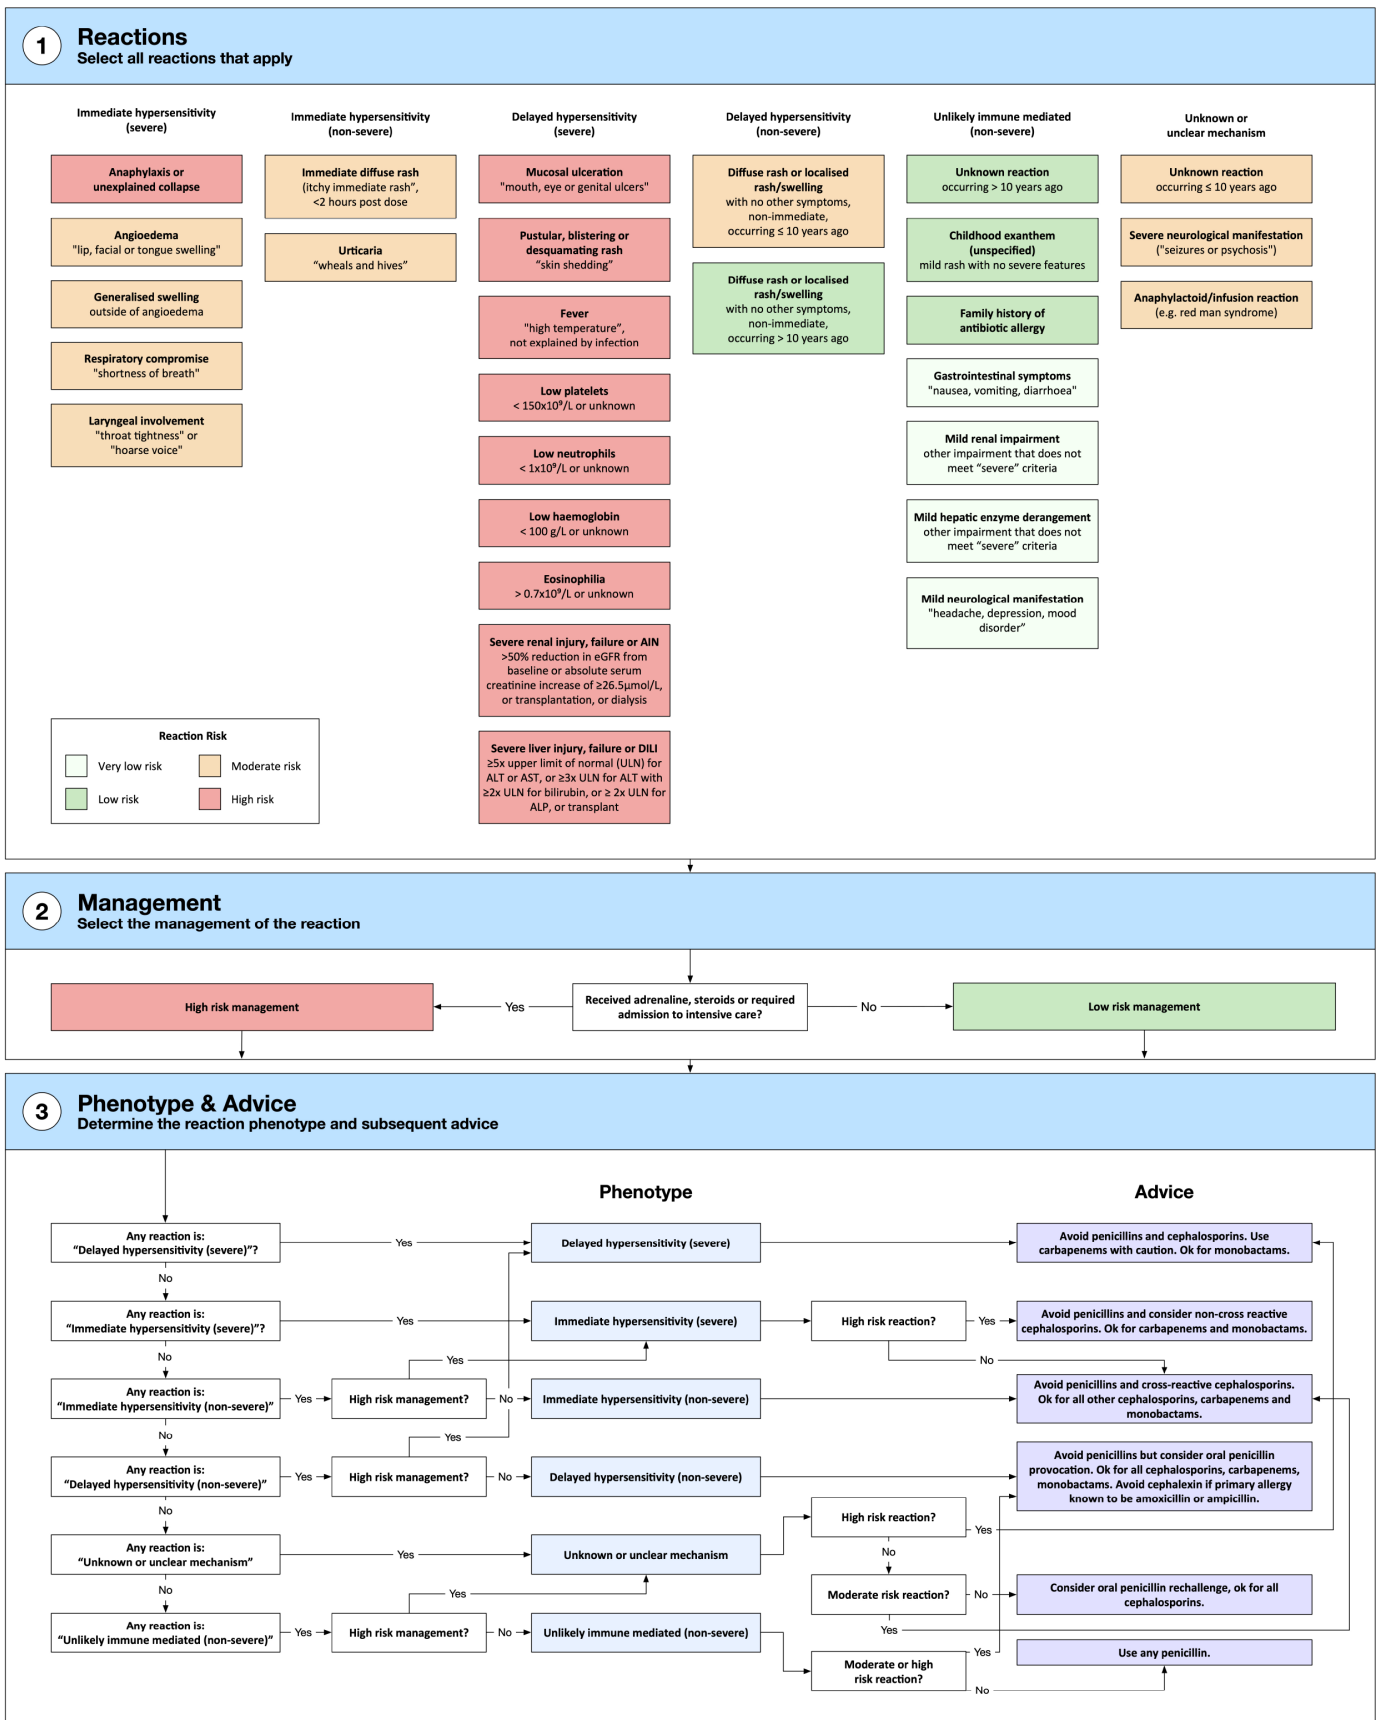 1
Reactions
Select all reactions that apply
Immediate hypersensitivity
(severe)
Anaphylaxis or
unexplained collapse
Angioedema
"lip, facial or tongue swelling"
Generalised swelling
outside of angioedema
Respiratory compromise
"shortness of breath"
Laryngeal involvement
"throat tightness" or
"hoarse voice"
Immediate hypersensitivity
(non-severe)
Immediate diffuse rash
(itchy immediate rash”,
<2 hours post dose
Urticaria
“wheals and hives”
Delayed hypersensitivity
(severe)
Mucosal ulceration
"mouth, eye or genital ulcers"
Pustular, blistering or
desquamating rash
“skin shedding”
Fever
"high temperature”,
not explained by infection
Low platelets
< 150x10⁹/L or unknown
Low neutrophils
< 1x10⁹/L or unknown
Low haemoglobin
< 100 g/L or unknown
Eosinophilia
> 0.7x10⁹/L or unknown
Severe renal injury, failure or AIN
>50% reduction in eGFR from
baseline or absolute serum
creatinine increase of ≥26.5µmol/L,
or transplantation, or dialysis
Severe liver injury, failure or DILI
≥5x upper limit of normal (ULN) for
ALT or AST, or ≥3x ULN for ALT with
≥2x ULN for bilirubin, or ≥ 2x ULN for
ALP, or transplant
Delayed hypersensitivity
(non-severe)
Diffuse rash or localised
rash/swelling
with no other symptoms,
non-immediate,
occurring ≤ 10 years ago
Diffuse rash or localised
rash/swelling
with no other symptoms,
non-immediate,
occurring > 10 years ago
Unlikely immune mediated
(non-severe)
Unknown reaction
occurring > 10 years ago
Childhood exanthem
(unspecified)
mild rash with no severe features
Family history of
antibiotic allergy
Gastrointestinal symptoms
"nausea, vomiting, diarrhoea"
Mild renal impairment
other impairment that does not
meet “severe” criteria
Mild hepatic enzyme derangement
other impairment that does not
meet “severe” criteria
Mild neurological manifestation
"headache, depression, mood
disorder”
Unknown or
unclear mechanism
Unknown reaction
occurring ≤ 10 years ago
Severe neurological manifestation
("seizures or psychosis")
Anaphylactoid/infusion reaction
(e.g. red man syndrome)
Reaction Risk
Very low risk
Moderate risk
Low risk
High risk
2
Management
Select the management of the reaction
High risk management
Yes
Received adrenaline, steroids or required
admission to intensive care?
No
Low risk management
3
Phenotype & Advice
Determine the reaction phenotype and subsequent advice
Phenotype
Advice
Any reaction is:
“Delayed hypersensitivity (severe)”?
Yes
Delayed hypersensitivity (severe)
Avoid penicillins and cephalosporins. Use
carbapenems with caution. Ok for monobactams.
No
Any reaction is:
“Immediate hypersensitivity (severe)”?
Yes
Immediate hypersensitivity (severe)
High risk reaction?
Yes
Avoid penicillins and consider non-cross reactive
cephalosporins. Ok for carbapenems and monobactams.
No
Yes
No
Any reaction is:
“Immediate hypersensitivity (non-severe)”
Yes
High risk management?
No
Immediate hypersensitivity (non-severe)
Avoid penicillins and cross-reactive cephalosporins.
Ok for all other cephalosporins, carbapenems and
monobactams.
No
Yes
Any reaction is:
“Delayed hypersensitivity (non-severe)”
Yes
High risk management?
No
Delayed hypersensitivity (non-severe)
Avoid penicillins but consider oral penicillin
provocation. Ok for all cephalosporins, carbapenems,
monobactams. Avoid cephalexin if primary allergy
known to be amoxicillin or ampicillin.
No
High risk reaction?
Yes
Any reaction is:
“Unknown or unclear mechanism”
Yes
Unknown or unclear mechanism
No
No
Yes
Moderate risk reaction?
No
Consider oral penicillin rechallenge, ok for all
cephalosporins.
Yes
Any reaction is:
“Unlikely immune mediated (non-severe)”
Yes
High risk management?
No
Unlikely immune mediated (non-severe)
Moderate or high
risk reaction?
Yes
No
Use any penicillin.